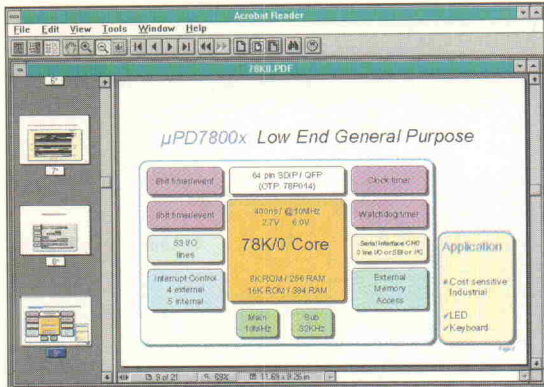 Acrobat Reader
File Edit View Tools Window Help
78K0.PDF
6*
7*
8*
µPD7800x Low End General Purpose
8bit timer/event
64 pin SDIP / QFP
(OTP: 78P014)
Clock timer
8bit timer/event
400ns / @10MHz
2.7V 6.0V
Watchdog timer
53 I/O
lines
78K/0 Core
Serial Interface CH0
3 line I/O or SBI or I²C
Interrupt Control
4 external
5 internal
8K ROM / 256 RAM
16K ROM / 384 RAM
External
Memory
Access
Main
10MHz
Sub
32KHz
Application
Cost sensitive
Industrial
✓LED
✓Keyboard
9 of 21
69%
11.69 x 8.26 in